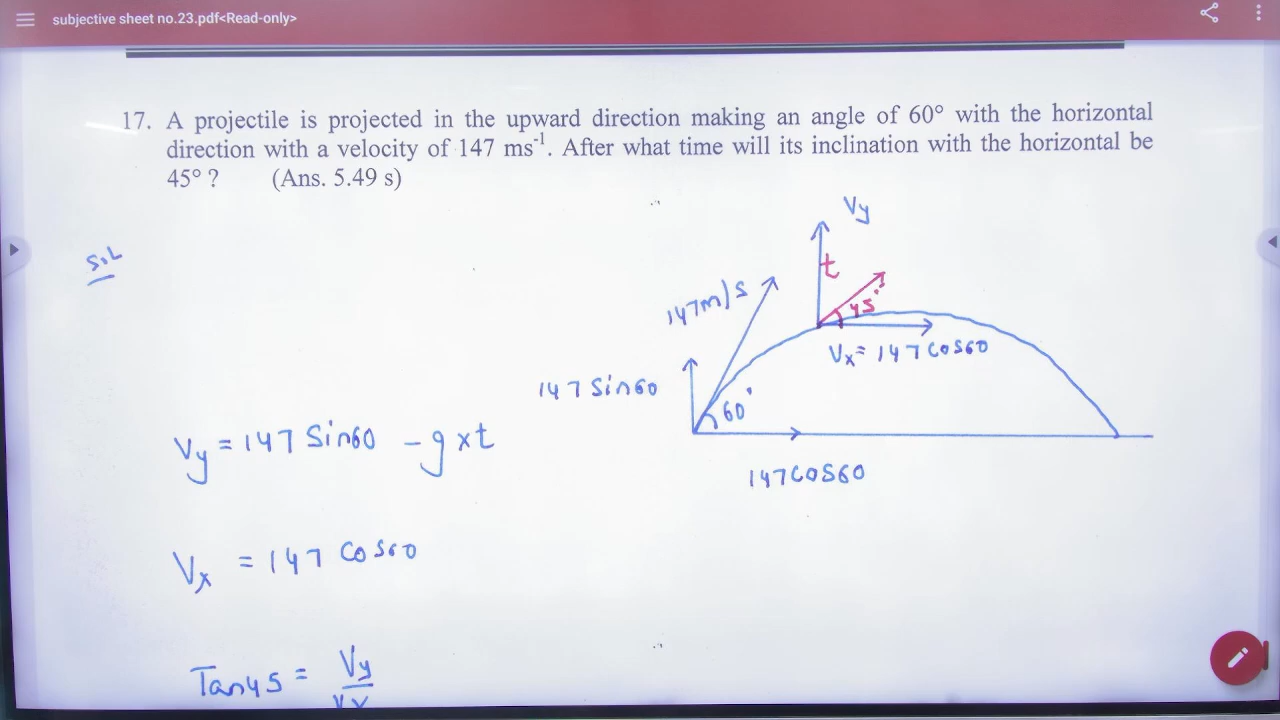 subjective sheet no.23.pdf<Read-only>
17. A projectile is projected in the upward direction making an angle of 60° with the horizontal
direction with a velocity of 147 ms⁻¹. After what time will its inclination with the horizontal be
45° ? (Ans. 5.49 s)
Sol
Vy
t
147m/s
45°
Vx = 147 cos60
147 Sin60
60°
Vy = 147 Sin60 - g x t
147 cos60
Vx = 147 cos60
Tan45 = Vy
Vx